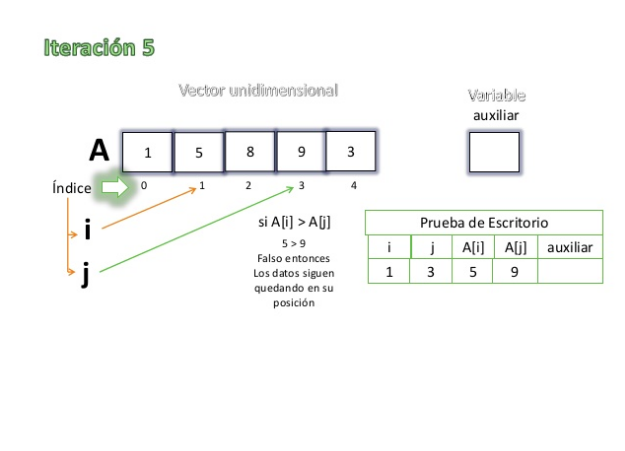 Iteración 5
Vector unidimensional
Variable
auxiliar
A
1 5 8 9 3
Índice
0 1 2 3 4
i
j
si A[i] > A[j]
5 > 9
Falso entonces
Los datos siguen
quedando en su
posición
Prueba de Escritorio
i j A[i] A[j] auxiliar
1 3 5 9